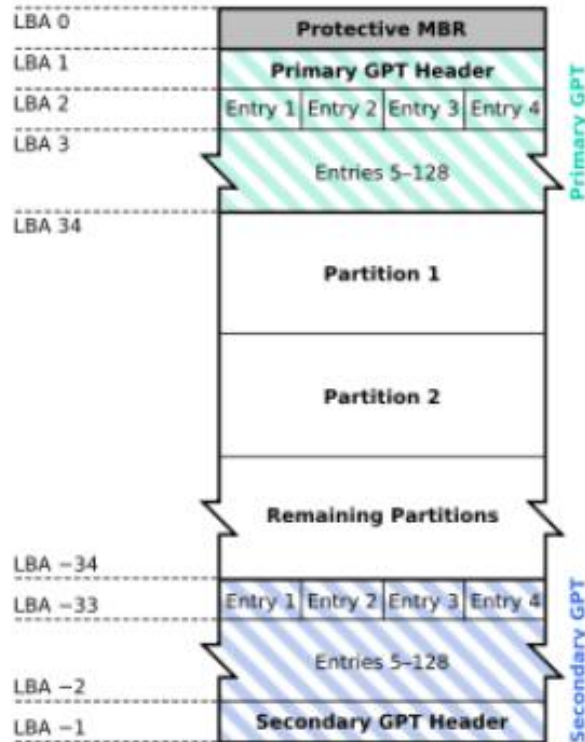 LBA 0
Protective MBR
LBA 1
Primary GPT Header
LBA 2
Entry 1 Entry 2 Entry 3 Entry 4
LBA 3
Entries 5–128
Primary GPT
LBA 34
Partition 1
Partition 2
Remaining Partitions
LBA −34
LBA −33
Entry 1 Entry 2 Entry 3 Entry 4
Entries 5–128
LBA −2
LBA −1
Secondary GPT Header
Secondary GPT